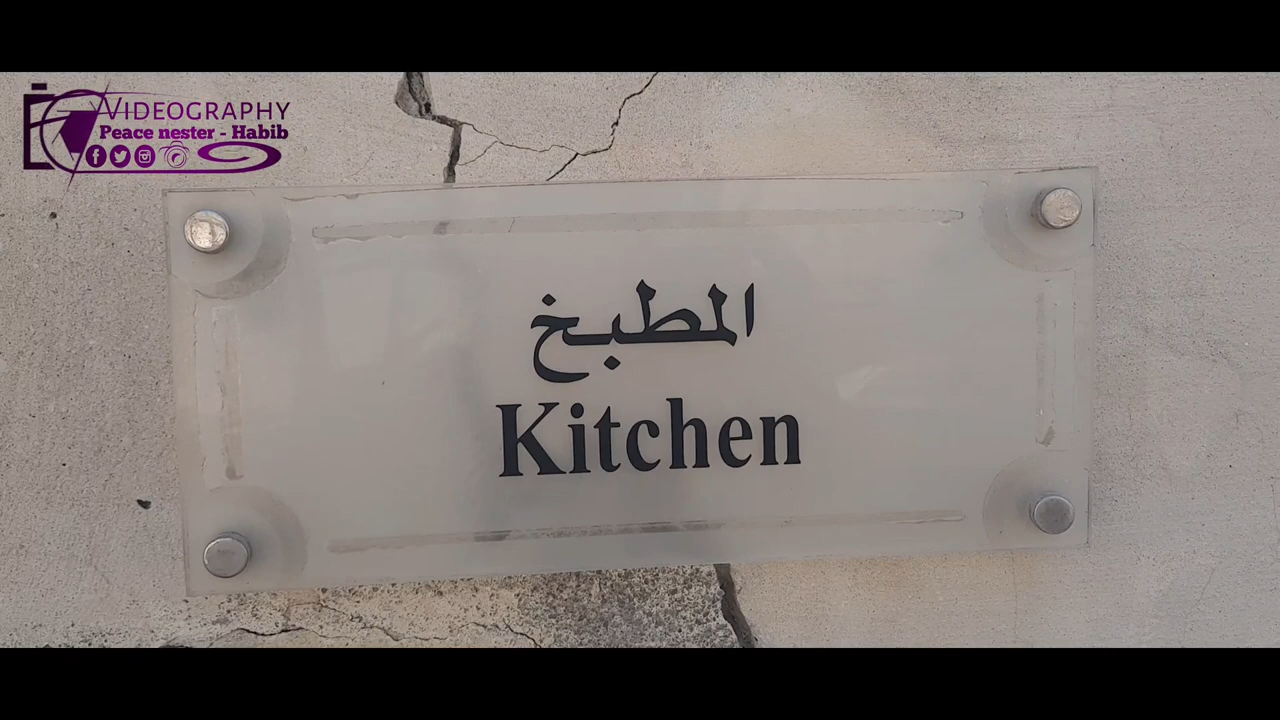 VIDEOGRAPHY
Peace nester - Habib
المطبخ
Kitchen